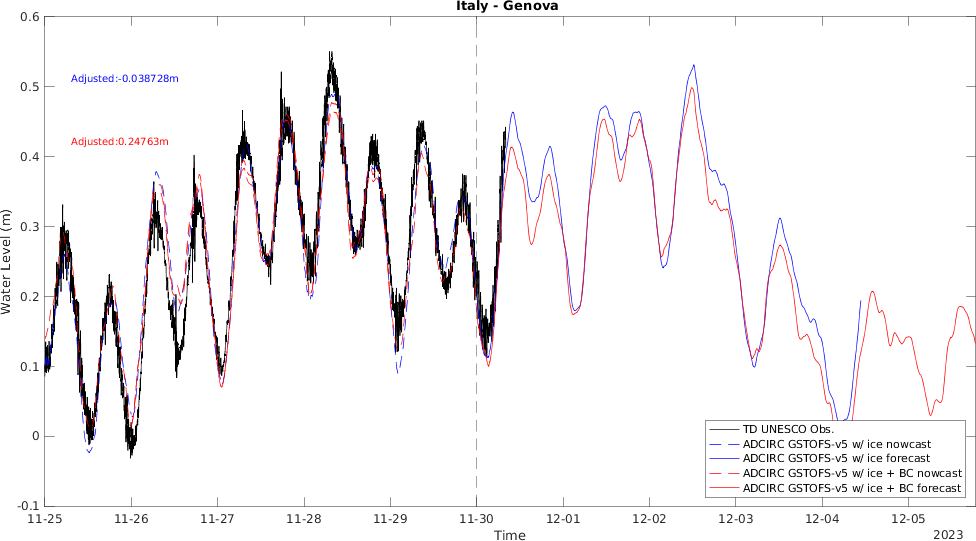 Italy - Genova
0.6
0.5
0.4
0.3
0.2
0.1
0
-0.1
Water Level (m)
Adjusted:-0.038728m
Adjusted:0.24763m
TD UNESCO Obs.
ADCIRC GSTOFS-v5 w/ ice nowcast
ADCIRC GSTOFS-v5 w/ ice forecast
ADCIRC GSTOFS-v5 w/ ice + BC nowcast
ADCIRC GSTOFS-v5 w/ ice + BC forecast
11-25 11-26 11-27 11-28 11-29 11-30 12-01 12-02 12-03 12-04 12-05
Time
2023